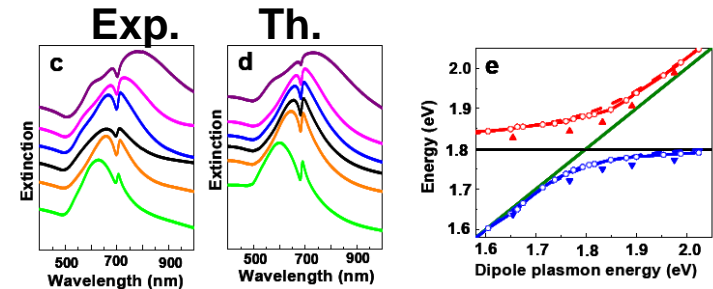 Exp. Th.
c
d
e
Extinction
Extinction
500 700 900
500 700 900
Wavelength (nm)
Wavelength (nm)
Energy (eV)
2.0
1.9
1.8
1.7
1.6
1.6 1.7 1.8 1.9 2.0
Dipole plasmon energy (eV)